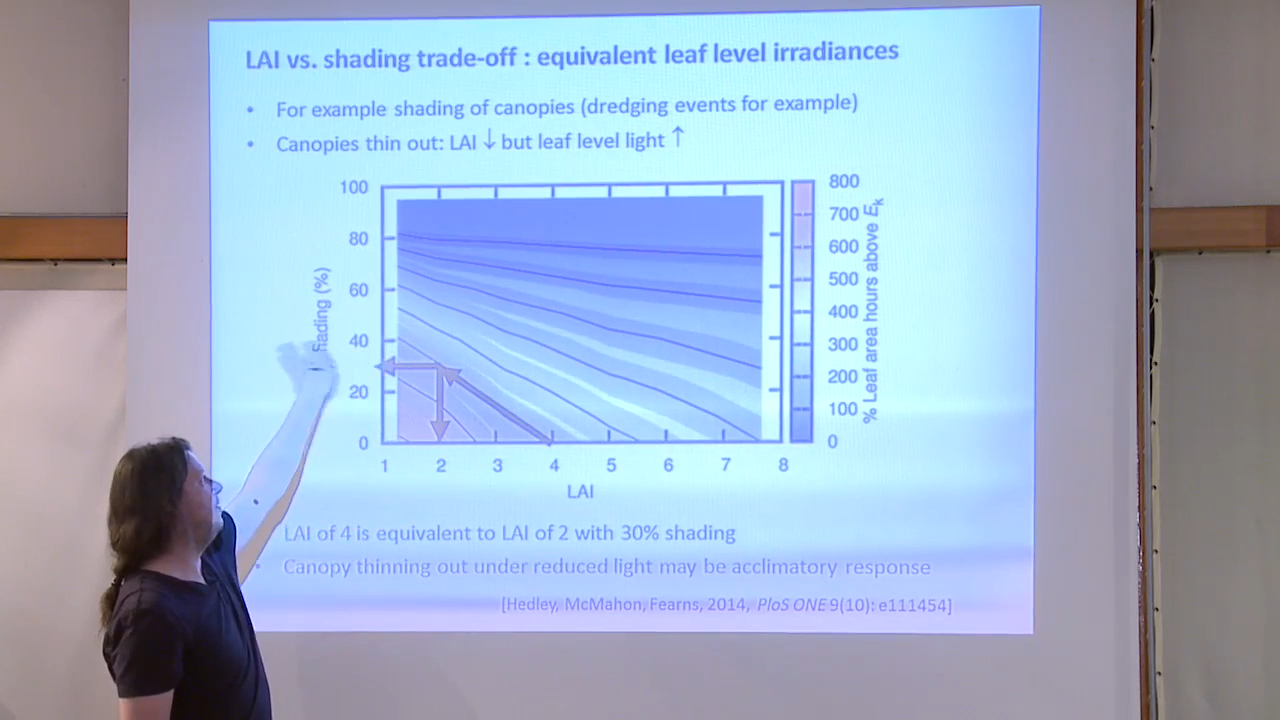 LAI vs. shading trade-off : equivalent leaf level irradiances
• For example shading of canopies (dredging events for example)
• Canopies thin out: LAI ↓ but leaf level light ↑
100
80
60
40
20
0
1 2 3 4 5 6 7 8
LAI
(%)
800
700
600
500
400
300
200
100
0
% Leaf area hours above Ek
LAI of 4 is equivalent to LAI of 2 with 30% shading
Canopy thinning out under reduced light may be acclimatory response
[Hedley, McMahon, Fearns, 2014, PloS ONE 9(10): e111454]